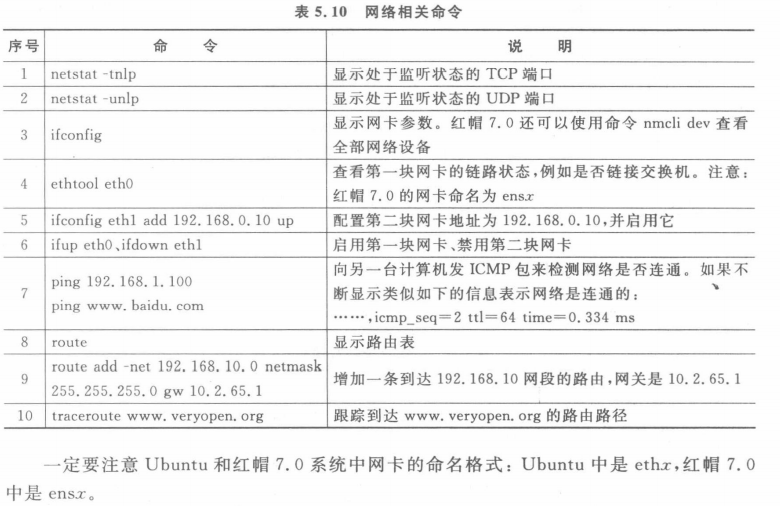 表 5.10 网络相关命令
序号 命 令 说 明
1 netstat -tnlp 显示处于监听状态的 TCP 端口
2 netstat -unlp 显示处于监听状态的 UDP 端口
3 ifconfig 显示网卡参数。红帽 7.0 还可以使用命令 nmcli dev 查看
全部网络设备
4 ethtool eth0 查看第一块网卡的链路状态,例如是否链接交换机。注意:
红帽 7.0 的网卡命名为 ensx
5 ifconfig eth1 add 192.168.0.10 up 配置第二块网卡地址为 192.168.0.10,并启用它
6 ifup eth0、ifdown eth1 启用第一块网卡、禁用第二块网卡
7 ping 192.168.1.100
ping www.baidu.com
向另一台计算机发 ICMP 包来检测网络是否连通。如果不
断显示类似如下的信息表示网络是连通的:
……,icmp_seq=2 ttl=64 time=0.334 ms
8 route 显示路由表
9 route add -net 192.168.10.0 netmask
255.255.255.0 gw 10.2.65.1
增加一条到达 192.168.10 网段的路由,网关是 10.2.65.1
10 traceroute www.veryopen.org 跟踪到达 www.veryopen.org 的路由路径
一定要注意 Ubuntu 和红帽 7.0 系统中网卡的命名格式:Ubuntu 中是 ethx,红帽 7.0
中是 ensx。